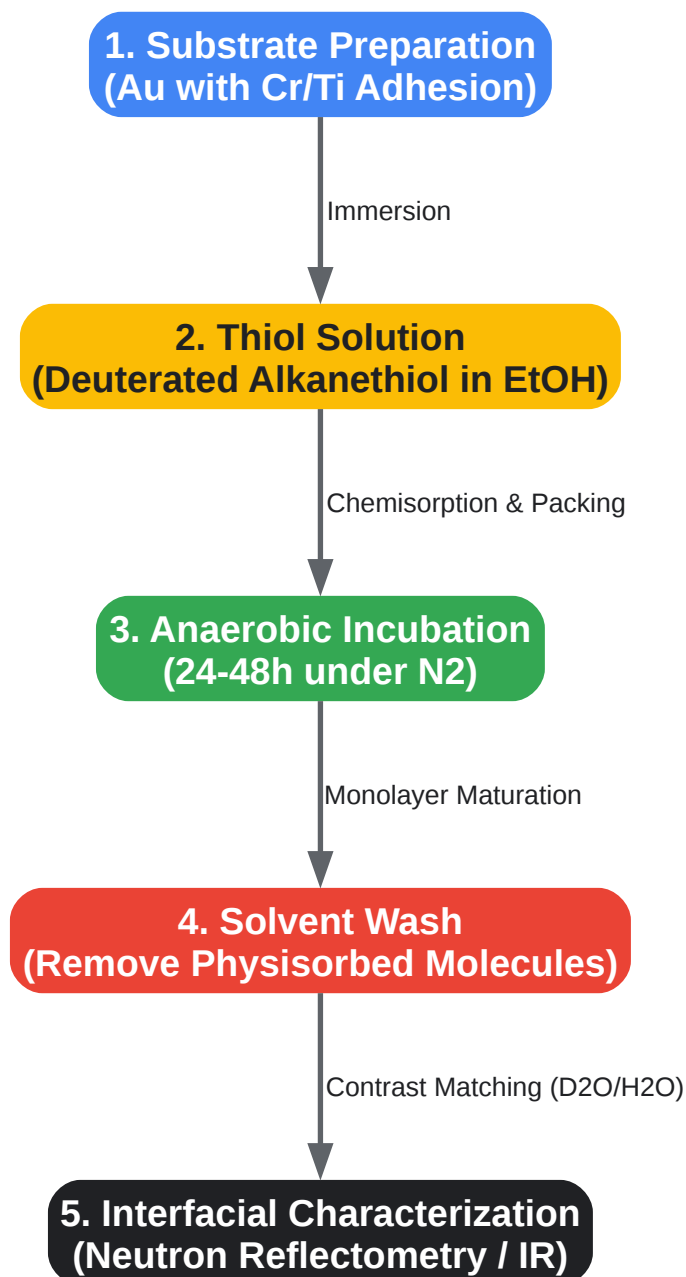 1. Substrate Preparation
(Au with Cr/Ti Adhesion)
Immersion
2. Thiol Solution
(Deuterated Alkanethiol in EtOH)
Chemisorption & Packing
3. Anaerobic Incubation
(24-48h under N2)
Monolayer Maturation
4. Solvent Wash
(Remove Physisorbed Molecules)
Contrast Matching (D2O/H2O)
5. Interfacial Characterization
(Neutron Reflectometry / IR)